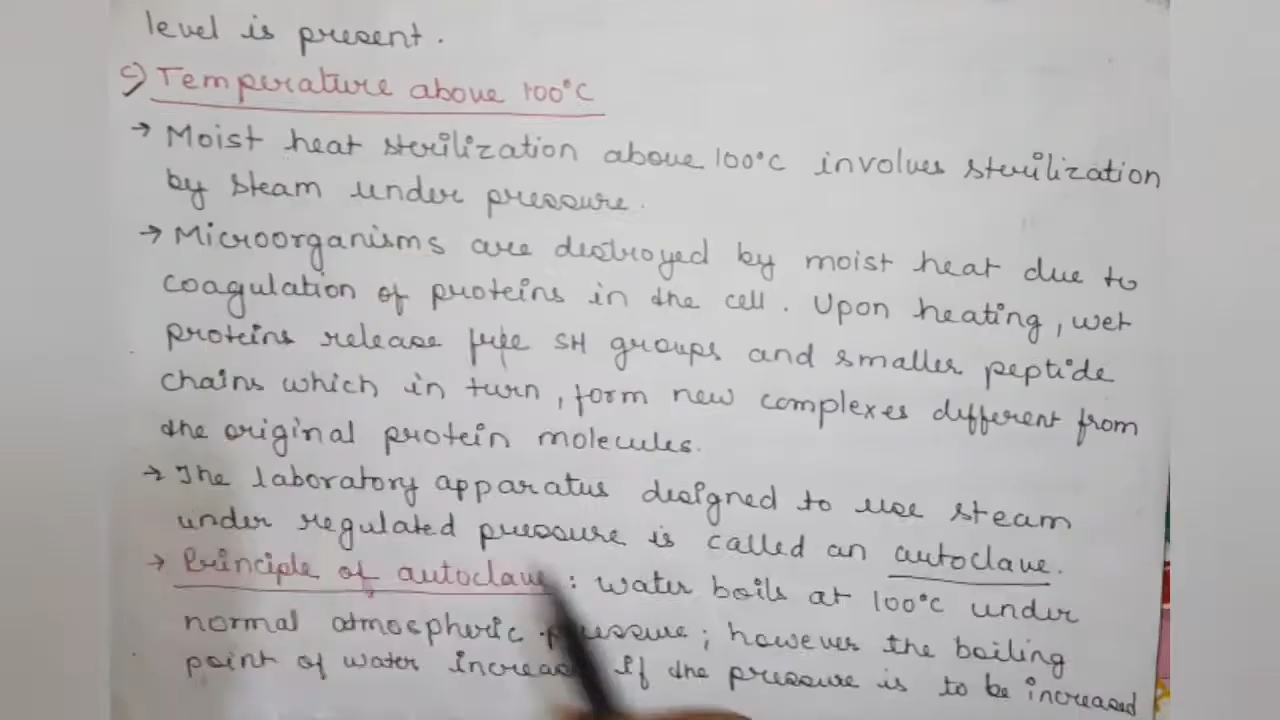 level is present.
c) Temperature above 100°C
→ Moist heat sterilization above 100°C involves sterilization
by steam under pressure.
→ Microorganisms are destroyed by moist heat due to
coagulation of proteins in the cell. Upon heating, wet
proteins release free SH groups and smaller peptide
chains which in turn, form new complexes different from
the original protein molecules.
→ The laboratory apparatus designed to use steam
under regulated pressure is called an autoclave.
→ Principle of autoclave: water boils at 100°C under
normal atmospheric pressure; however the boiling
point of water increases if the pressure is to be increased